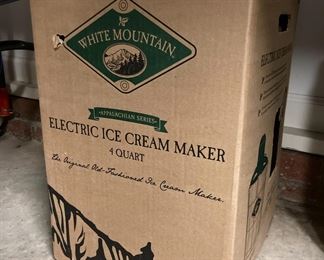 WHITE MOUNTAIN
APPALACHIAN SERIES
ELECTRIC ICE CREAM MAKER
4 QUART
The Original Old-Fashioned Ice Cream Maker.